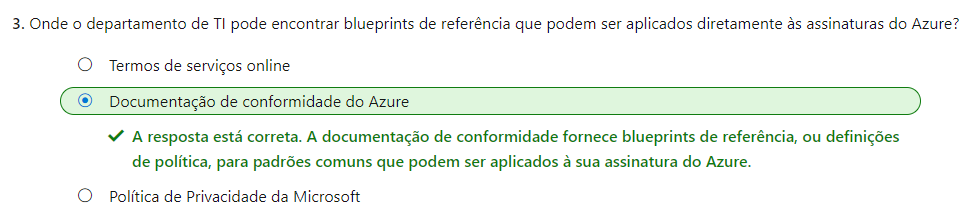 3. Onde o departamento de TI pode encontrar blueprints de referência que podem ser aplicados diretamente às assinaturas do Azure?
Termos de serviços online
Documentação de conformidade do Azure
A resposta está correta. A documentação de conformidade fornece blueprints de referência, ou definições
de política, para padrões comuns que podem ser aplicados à sua assinatura do Azure.
Política de Privacidade da Microsoft